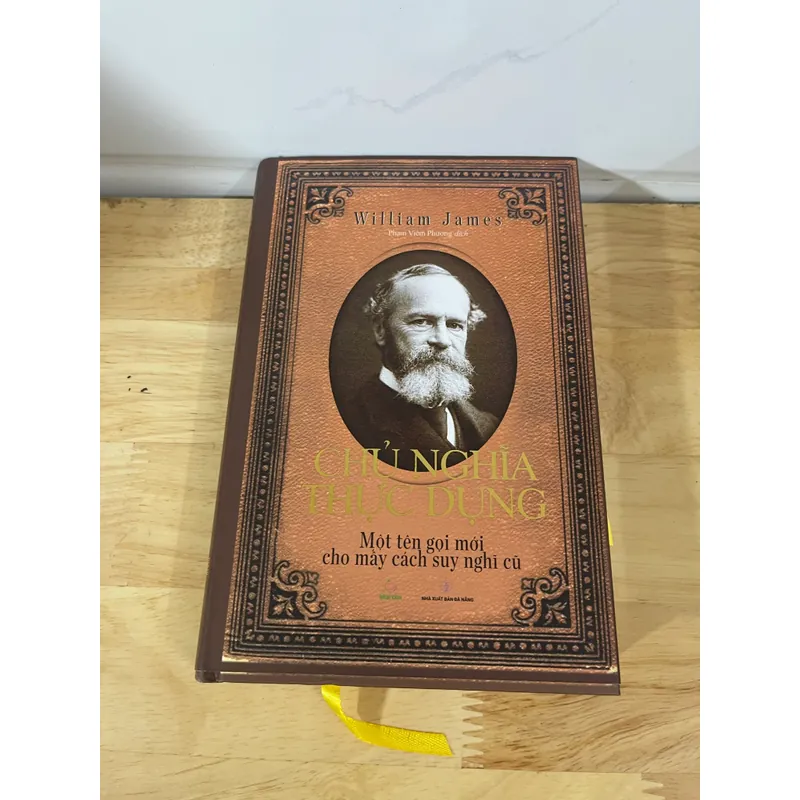 William James
Phạm Viêm Phương dịch
CHỦ NGHĨA
THỰC DỤNG
Một tên gọi mới
cho mấy cách suy nghĩ cũ
NHÀ XUẤT BẢN ĐÀ NẴNG